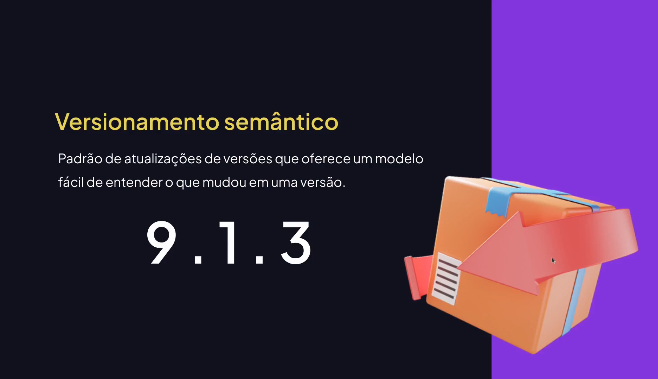 Versionamento semântico
Padrão de atualizações de versões que oferece um modelo
fácil de entender o que mudou em uma versão.
9.1.3